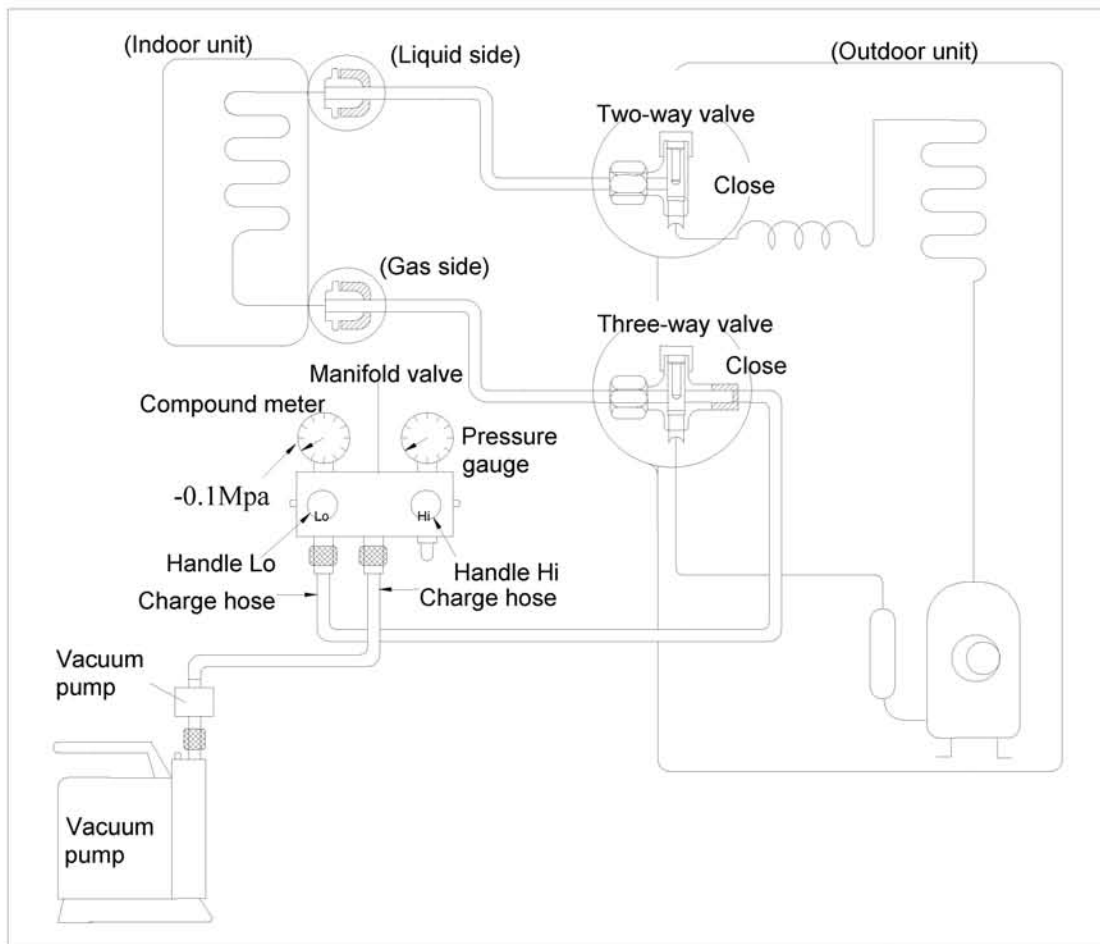 (Indoor unit)
(Liquid side)
(Outdoor unit)
Two-way valve
Close
(Gas side)
Three-way valve
Close
Manifold valve
Compound meter
Pressure
gauge
-0.1Mpa
Lo
Hi
Handle Lo
Handle Hi
Charge hose
Charge hose
Vacuum
pump
Vacuum
pump